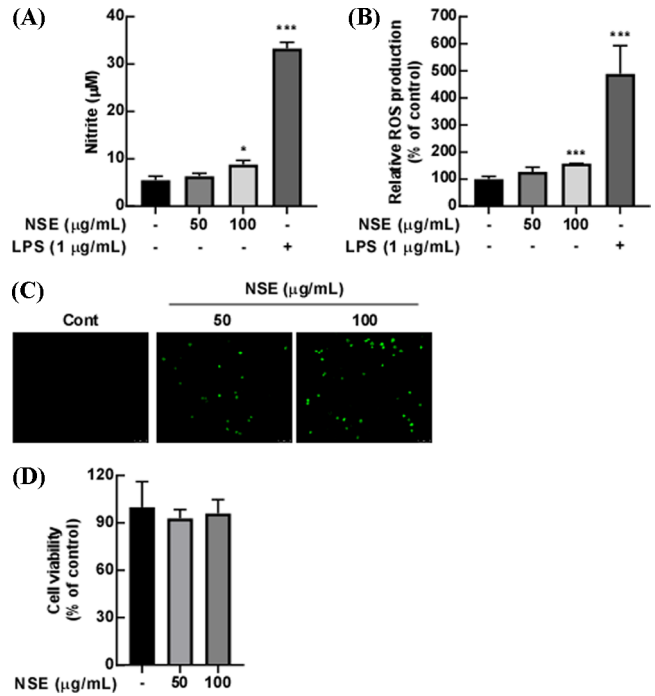 (A)
Nitrite (μM)
40
30
20
10
0
*
***
NSE (μg/mL) - 50 100 -
LPS (1 μg/mL) - - - +
(B)
Relative ROS production
(% of control)
700
600
500
400
300
200
100
0
***
***
NSE (μg/mL) - 50 100 -
LPS (1 μg/mL) - - - +
(C)
NSE (μg/mL)
Cont 50 100
(D)
Cell viability
(% of control)
120
90
60
30
0
NSE (μg/mL) - 50 100